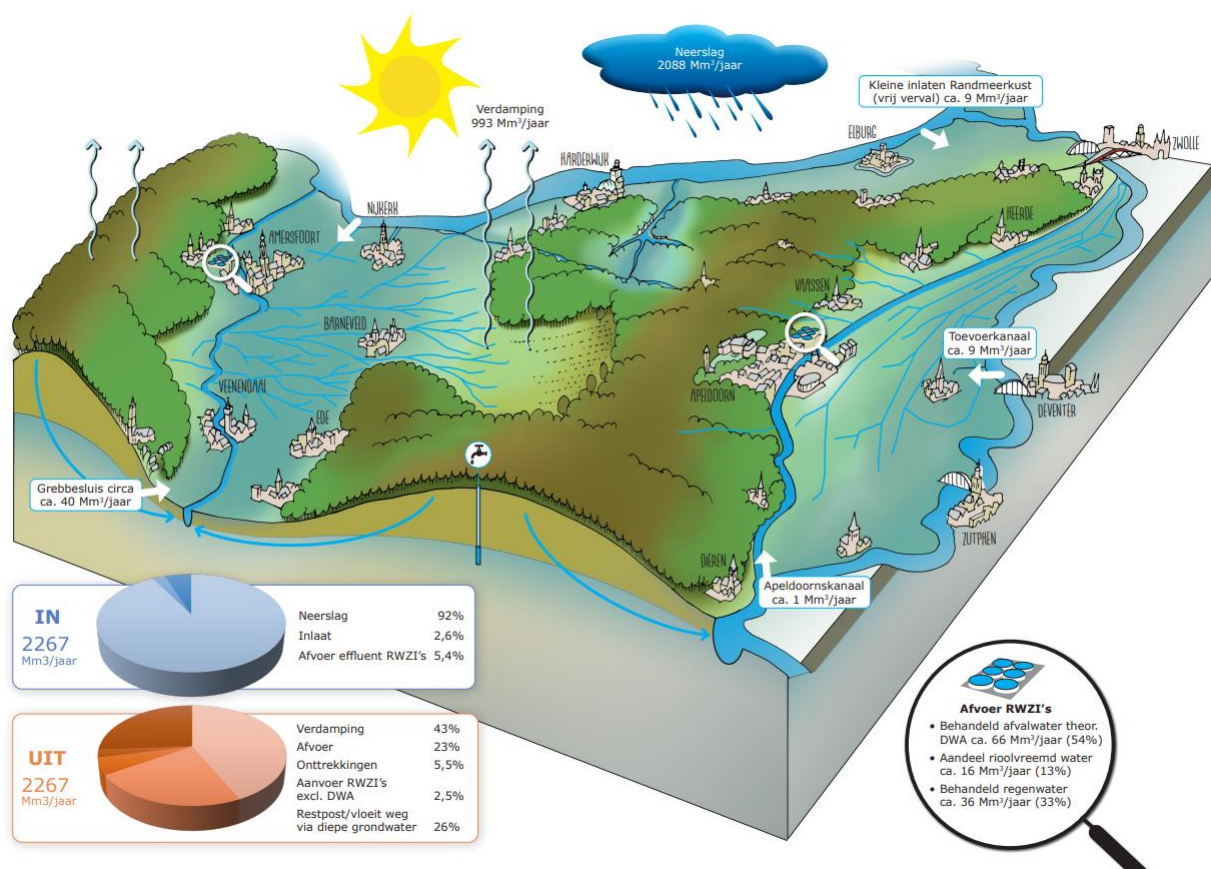 Neerslag
2088 Mm³/jaar
Kleine inlaten Randmeerkust
(vrij verval) ca. 9 Mm³/jaar
Verdamping
993 Mm³/jaar
ELBURG
ZWOLLE
HARDERWIJK
NIJKERK
HEERDE
AMERSFOORT
VAASSEN
BARNEVELD
Toevoerkanaal
ca. 9 Mm³/jaar
APELDOORN
DEVENTER
VEENENDAAL
EDE
Grebbesluis circa
ca. 40 Mm³/jaar
ZUTPHEN
DIEREN
Apeldoornskanaal
ca. 1 Mm³/jaar
IN
2267
Mm3/jaar
Neerslag 92%
Inlaat 2,6%
Afvoer effluent RWZI's 5,4%
UIT
2267
Mm3/jaar
Verdamping 43%
Afvoer 23%
Onttrekkingen 5,5%
Aanvoer RWZI's
excl. DWA 2,5%
Restpost/vloeit weg
via diepe grondwater 26%
Afvoer RWZI's
• Behandeld afvalwater theor.
DWA ca. 66 Mm³/jaar (54%)
• Aandeel rioolvreemd water
ca. 16 Mm³/jaar (13%)
• Behandeld regenwater
ca. 36 Mm³/jaar (33%)